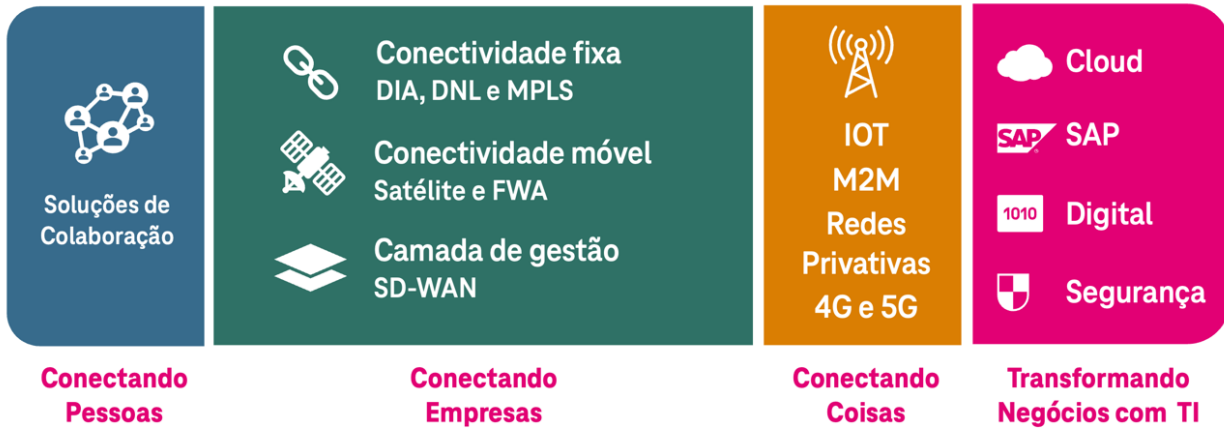 Soluções de
Colaboração
Conectividade fixa
DIA, DNL e MPLS
Conectividade móvel
Satélite e FWA
Camada de gestão
SD-WAN
IOT
M2M
Redes
Privativas
4G e 5G
Cloud
SAP SAP
1010 Digital
Segurança
Conectando
Pessoas
Conectando
Empresas
Conectando
Coisas
Transformando
Negócios com TI